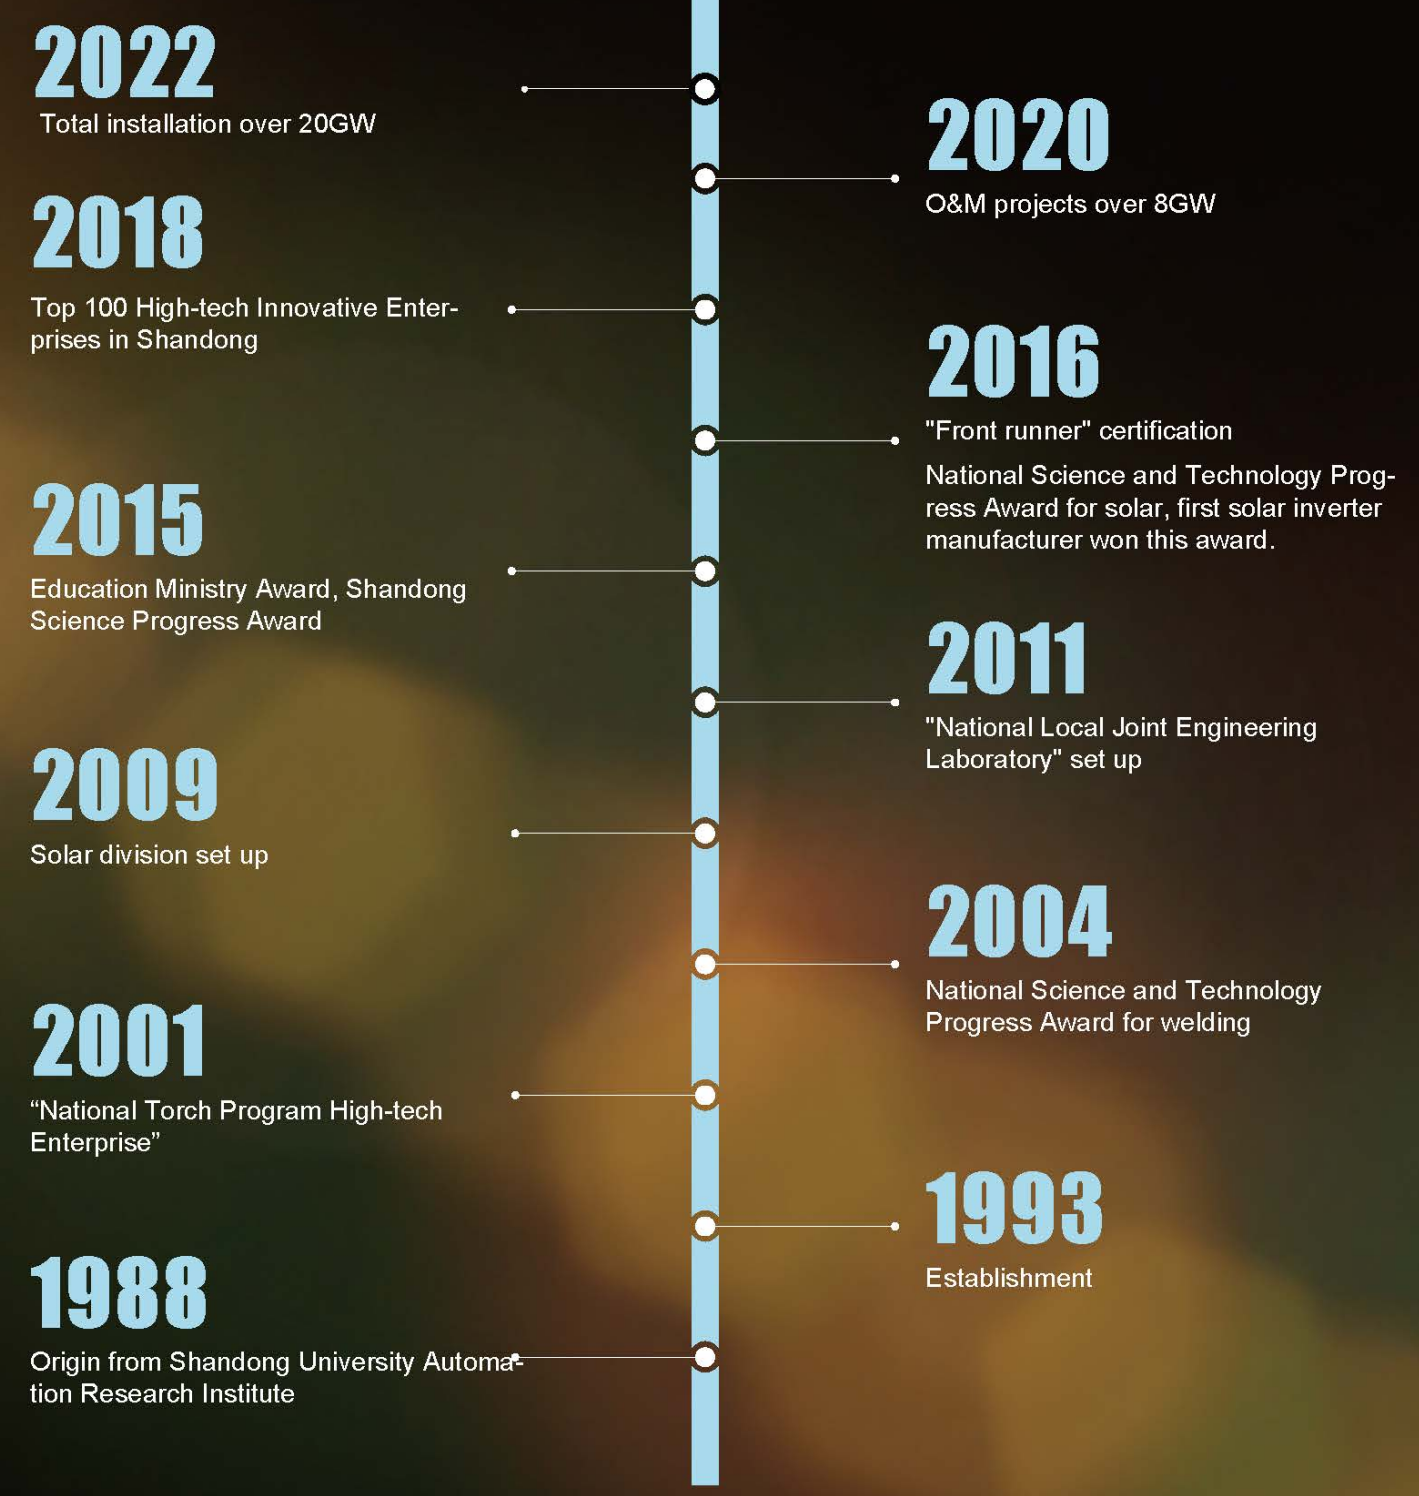 2022
Total installation over 20GW
2020
O&M projects over 8GW
2018
Top 100 High-tech Innovative Enter-
prises in Shandong
2016
"Front runner" certification
National Science and Technology Prog-
ress Award for solar, first solar inverter
manufacturer won this award.
2015
Education Ministry Award, Shandong
Science Progress Award
2011
"National Local Joint Engineering
Laboratory" set up
2009
Solar division set up
2004
National Science and Technology
Progress Award for welding
2001
“National Torch Program High-tech
Enterprise”
1993
Establishment
1988
Origin from Shandong University Automa-
tion Research Institute